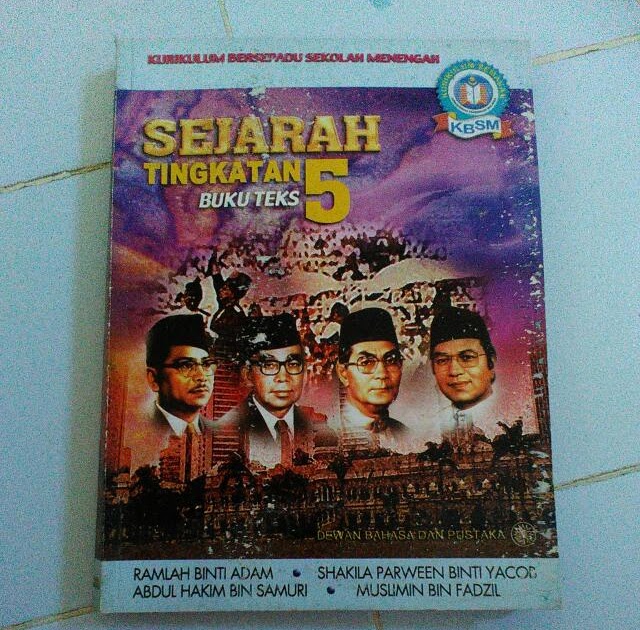 KURIKULUM BERSEPADU SEKOLAH MENENGAH
KBSM
SEJARAH
TINGKATAN 5
BUKU TEKS
DEWAN BAHASA DAN PUSTAKA
RAMLAH BINTI ADAM • SHAKILA PARWEEN BINTI YACOB
ABDUL HAKIM BIN SAMURI • MUSLIMIN BIN FADZIL